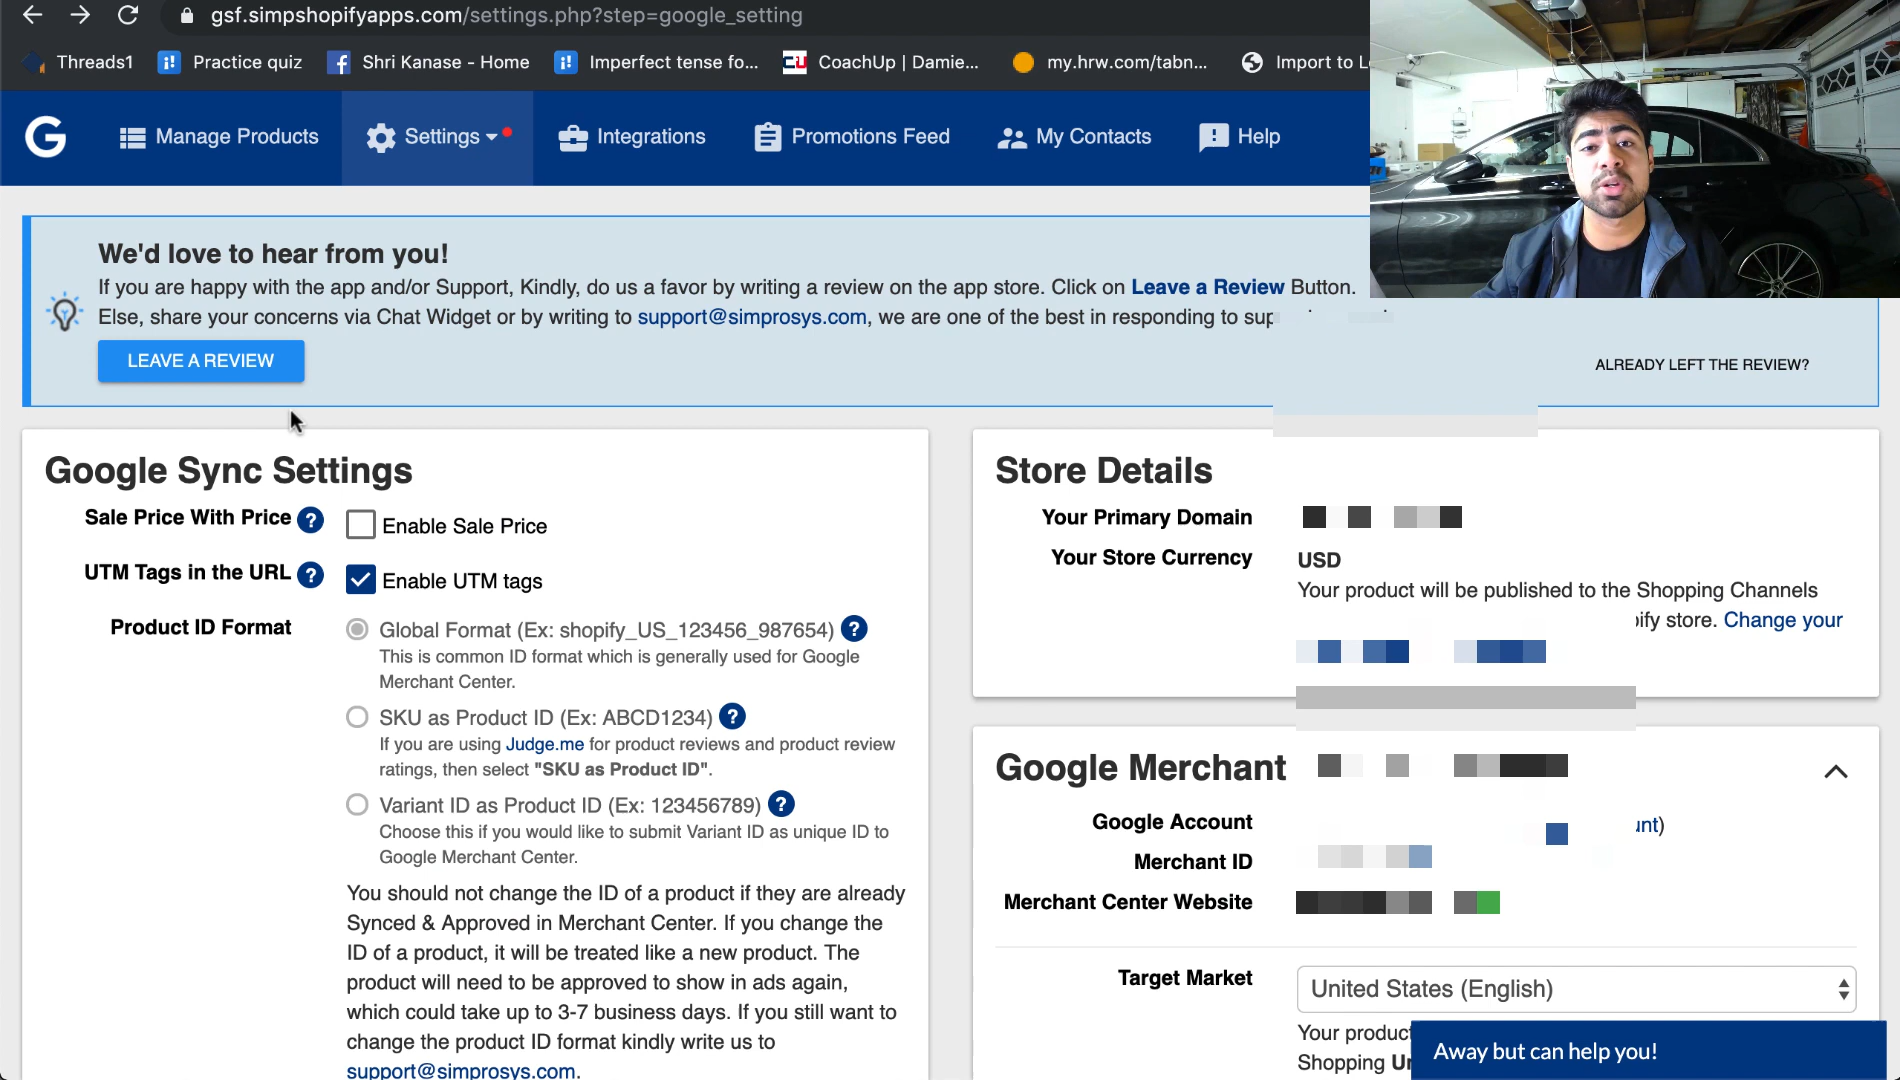 gsf.simpshopifyapps.com/settings.php?step=google_setting
Threads1
Practice quiz
Shri Kanase - Home
Imperfect tense fo...
CoachUp | Damie...
my.hrw.com/tabn...
Import to L
G
Manage Products
Settings
Integrations
Promotions Feed
My Contacts
Help
We'd love to hear from you!
If you are happy with the app and/or Support, Kindly, do us a favor by writing a review on the app store. Click on Leave a Review Button.
Else, share your concerns via Chat Widget or by writing to support@simprosys.com, we are one of the best in responding to
LEAVE A REVIEW
ALREADY LEFT THE REVIEW?
Google Sync Settings
Sale Price With Price ? Enable Sale Price
UTM Tags in the URL ? Enable UTM tags
Product ID Format
Global Format (Ex: shopify_US_123456_987654) ?
This is common ID format which is generally used for Google
Merchant Center.
SKU as Product ID (Ex: ABCD1234) ?
If you are using Judge.me for product reviews and product review
ratings, then select "SKU as Product ID".
Variant ID as Product ID (Ex: 123456789) ?
Choose this if you would like to submit Variant ID as unique ID to
Google Merchant Center.
You should not change the ID of a product if they are already
Synced & Approved in Merchant Center. If you change the
ID of a product, it will be treated like a new product. The
product will need to be approved to show in ads again,
which could take up to 3-7 business days. If you still want to
change the product ID format kindly write us to
support@simprosys.com.
Store Details
Your Primary Domain
Your Store Currency
USD
Your product will be published to the Shopping Channels
ify store. Change your
Google Merchant
Google Account
unt)
Merchant ID
Merchant Center Website
Target Market
United States (English)
Your product
Shopping
Away but can help you!